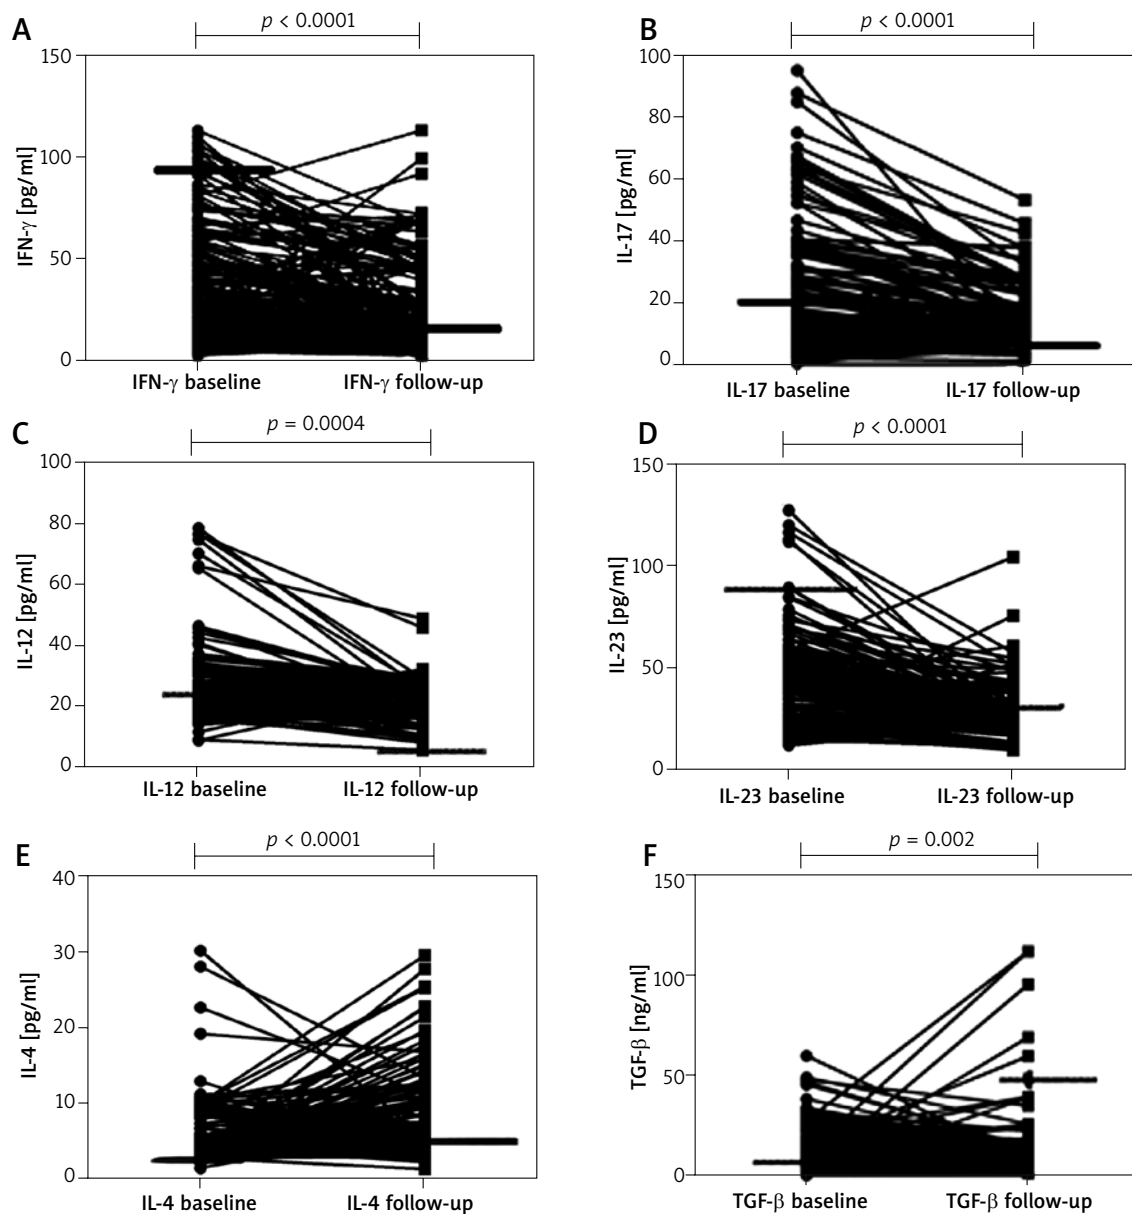 A
p < 0.0001
IFN-γ [pg/ml]
150
100
50
0
IFN-γ baseline
IFN-γ follow-up
B
p < 0.0001
IL-17 [pg/ml]
100
80
60
40
20
0
IL-17 baseline
IL-17 follow-up
C
p = 0.0004
IL-12 [pg/ml]
100
80
60
40
20
0
IL-12 baseline
IL-12 follow-up
D
p < 0.0001
IL-23 [pg/ml]
150
100
50
0
IL-23 baseline
IL-23 follow-up
E
p < 0.0001
IL-4 [pg/ml]
40
30
20
10
0
IL-4 baseline
IL-4 follow-up
F
p = 0.002
TGF-β [ng/ml]
150
100
50
0
TGF-β baseline
TGF-β follow-up